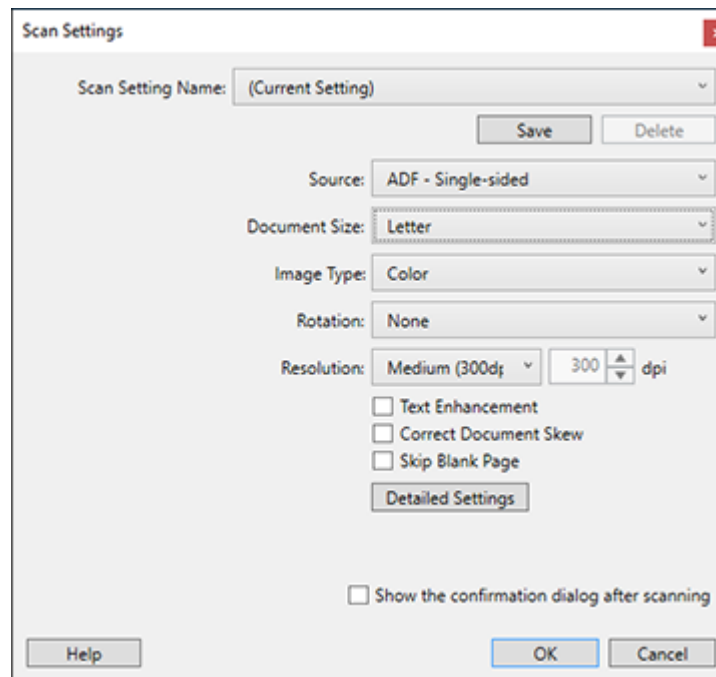 Scan Settings
Scan Setting Name: (Current Setting)
Save Delete
Source: ADF - Single-sided
Document Size: Letter
Image Type: Color
Rotation: None
Resolution: Medium (300dp 300 dpi
Text Enhancement
Correct Document Skew
Skip Blank Page
Detailed Settings
Show the confirmation dialog after scanning
Help OK Cancel